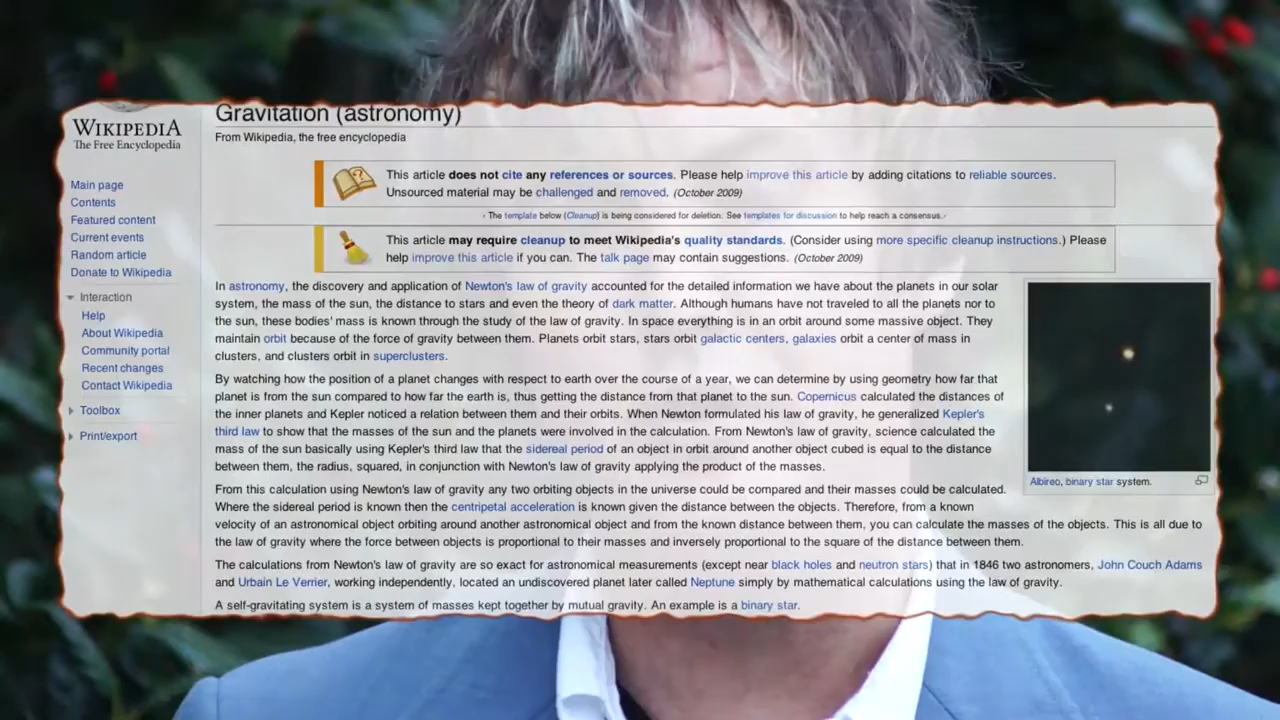 Gravitation (astronomy)
WIKIPEDIA
The Free Encyclopedia
From Wikipedia, the free encyclopedia
Main page
Contents
Featured content
Current events
Random article
Donate to Wikipedia
Interaction
Help
About Wikipedia
Community portal
Recent changes
Contact Wikipedia
Toolbox
Print/export
This article does not cite any references or sources. Please help improve this article by adding citations to reliable sources.
Unsourced material may be challenged and removed. (October 2009)
‹ The template below (Cleanup) is being considered for deletion. See templates for discussion to help reach a consensus.›
This article may require cleanup to meet Wikipedia's quality standards. (Consider using more specific cleanup instructions.) Please
help improve this article if you can. The talk page may contain suggestions. (October 2009)
In astronomy, the discovery and application of Newton's law of gravity accounted for the detailed information we have about the planets in our solar
system, the mass of the sun, the distance to stars and even the theory of dark matter. Although humans have not traveled to all the planets nor to
the sun, these bodies' mass is known through the study of the law of gravity. In space everything is in an orbit around some massive object. They
maintain orbit because of the force of gravity between them. Planets orbit stars, stars orbit galactic centers, galaxies orbit a center of mass in
clusters, and clusters orbit in superclusters.
By watching how the position of a planet changes with respect to earth over the course of a year, we can determine by using geometry how far that
planet is from the sun compared to how far the earth is, thus getting the distance from that planet to the sun. Copernicus calculated the distances of
the inner planets and Kepler noticed a relation between them and their orbits. When Newton formulated his law of gravity, he generalized Kepler's
third law to show that the masses of the sun and the planets were involved in the calculation. From Newton's law of gravity, science calculated the
mass of the sun basically using Kepler's third law that the sidereal period of an object in orbit around another object cubed is equal to the distance
between them, the radius, squared, in conjunction with Newton's law of gravity applying the product of the masses.
Albireo, binary star system.
From this calculation using Newton's law of gravity any two orbiting objects in the universe could be compared and their masses could be calculated.
Where the sidereal period is known then the centripetal acceleration is known given the distance between the objects. Therefore, from a known
velocity of an astronomical object orbiting around another astronomical object and from the known distance between them, you can calculate the masses of the objects. This is all due to
the law of gravity where the force between objects is proportional to their masses and inversely proportional to the square of the distance between them.
The calculations from Newton's law of gravity are so exact for astronomical measurements (except near black holes and neutron stars) that in 1846 two astronomers, John Couch Adams
and Urbain Le Verrier, working independently, located an undiscovered planet later called Neptune simply by mathematical calculations using the law of gravity.
A self-gravitating system is a system of masses kept together by mutual gravity. An example is a binary star.